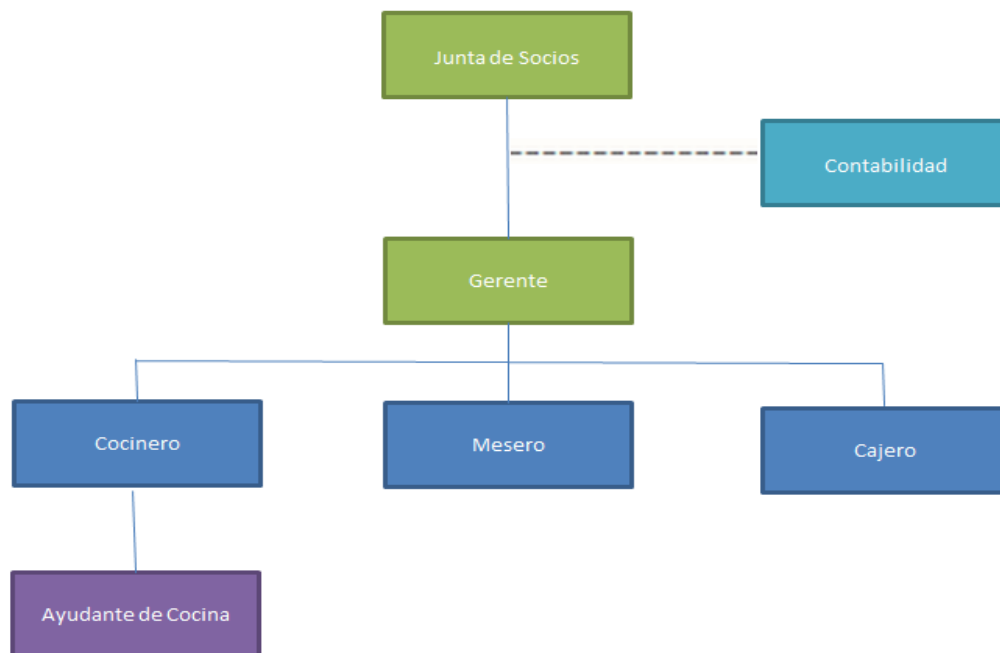 Junta de Socios
Contabilidad
Gerente
Cocinero
Mesero
Cajero
Ayudante de Cocina